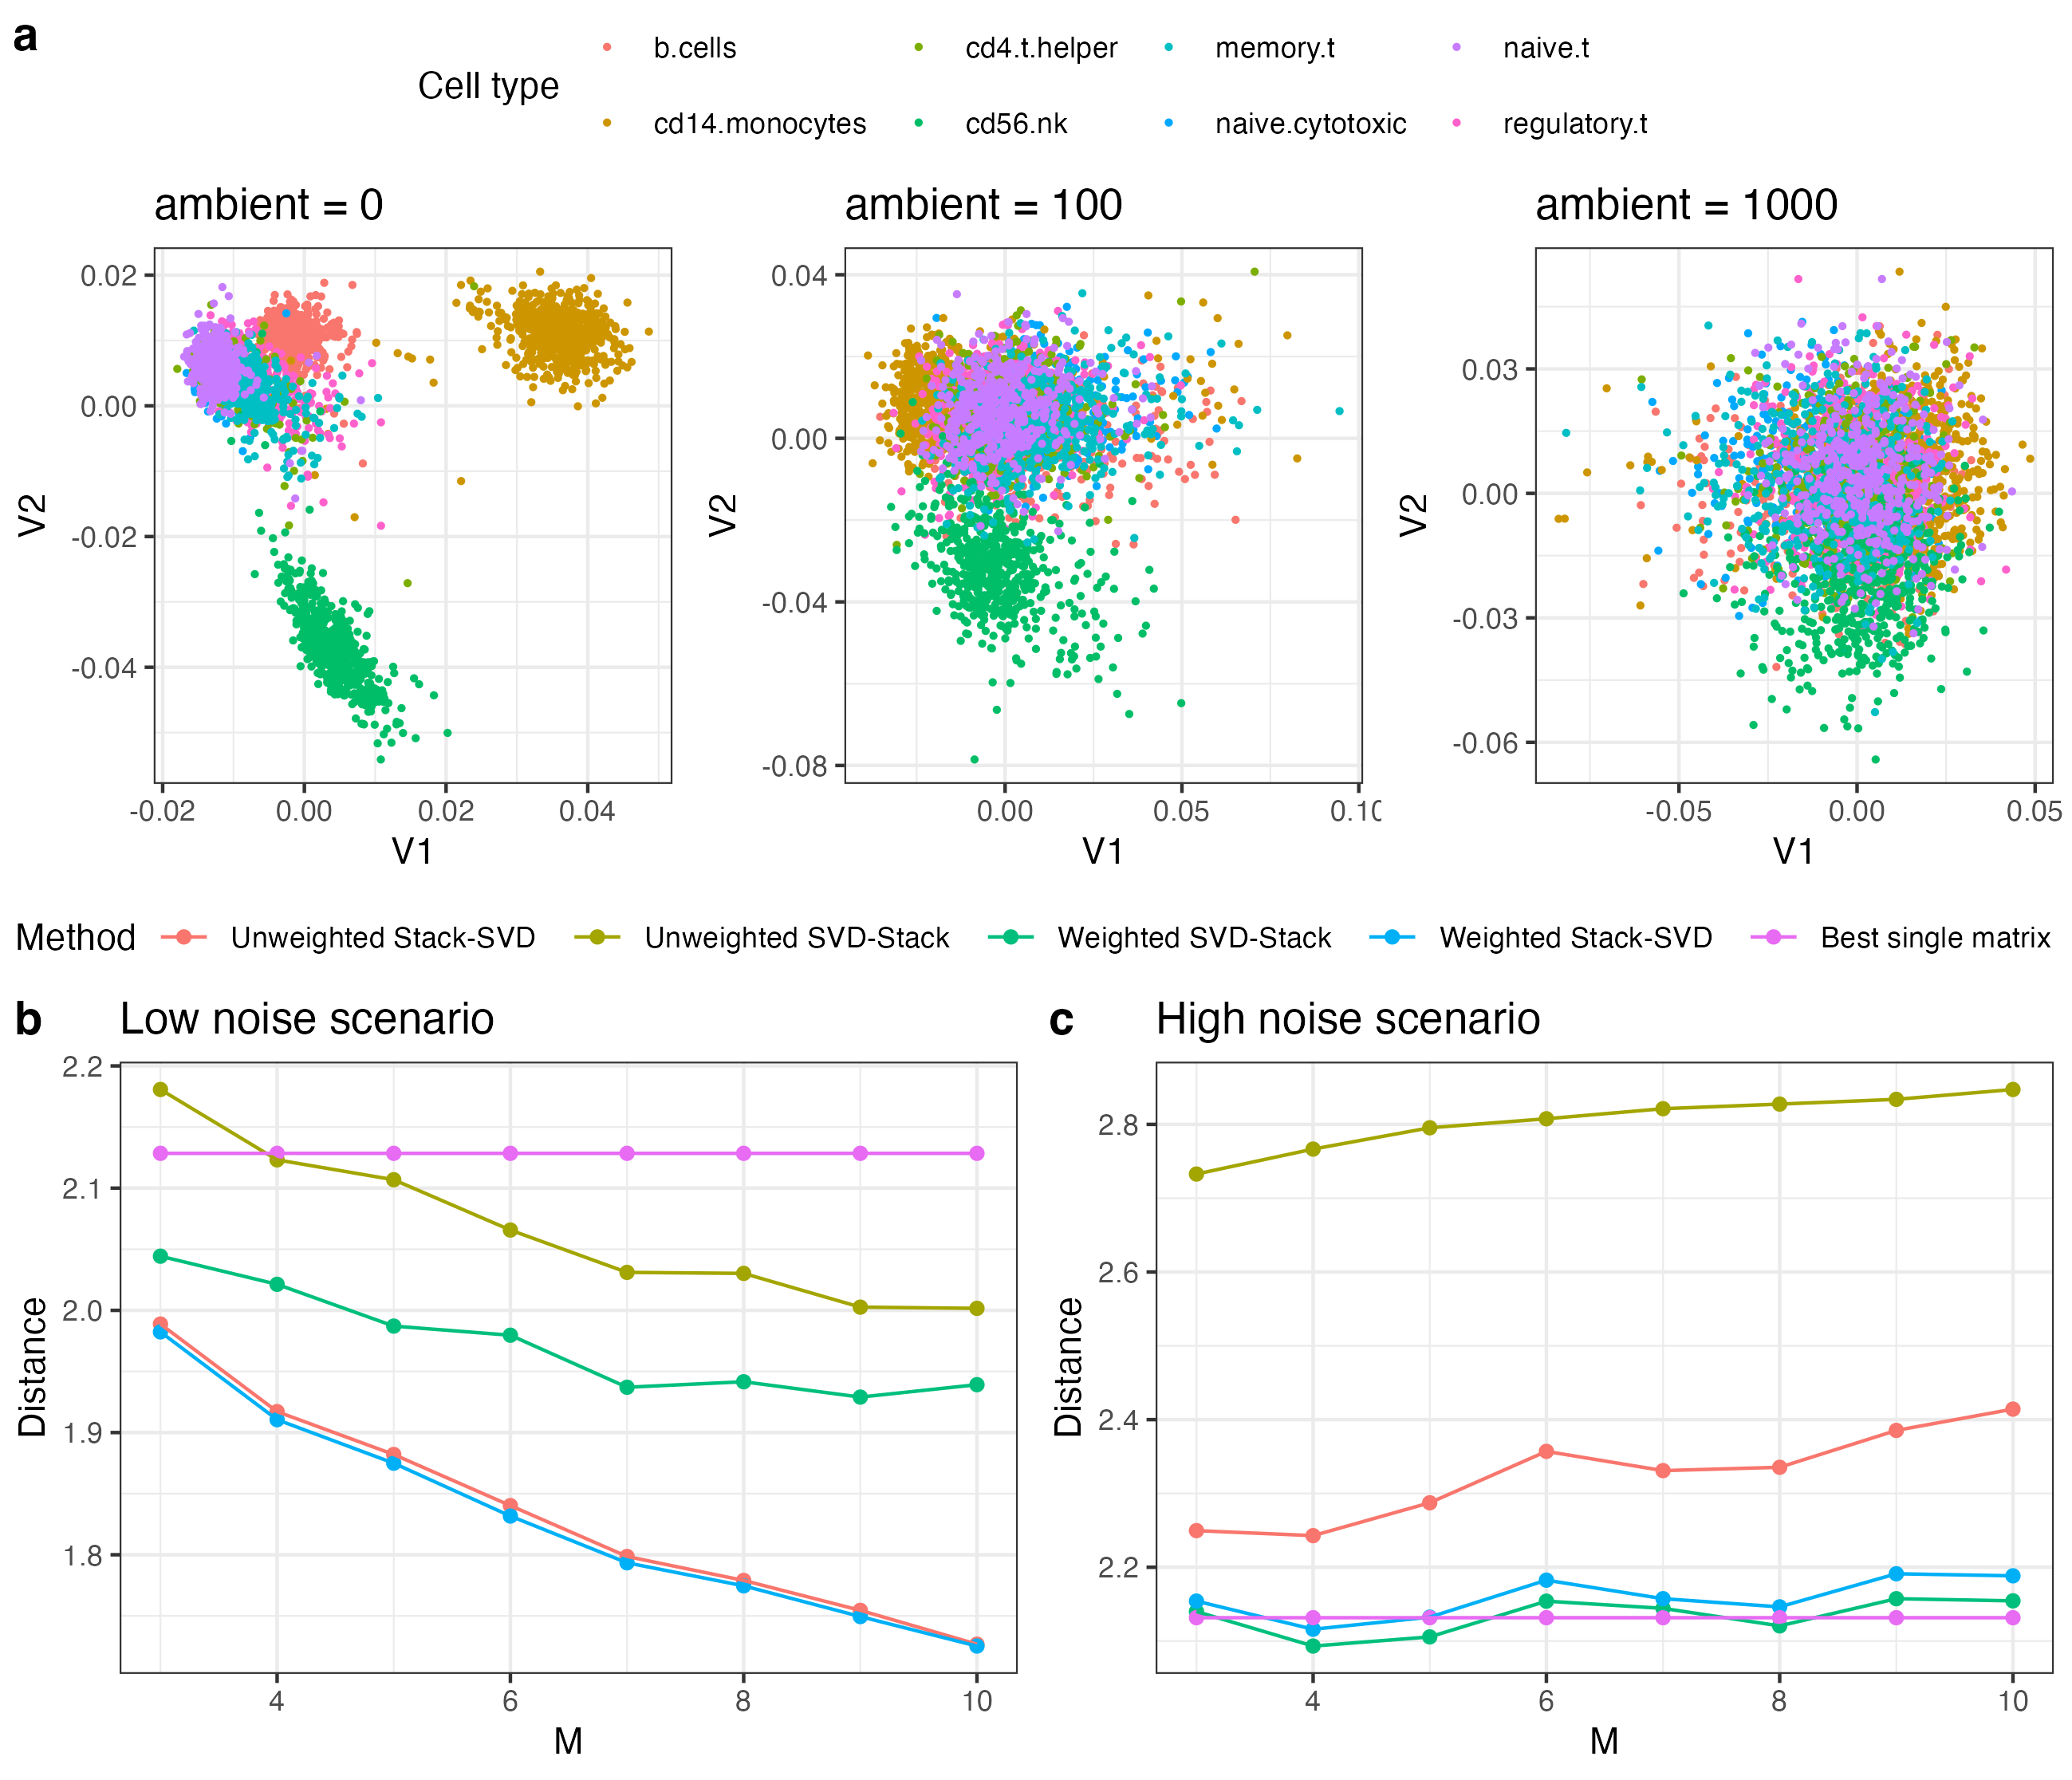 a
Cell type
b.cells cd4.t.helper memory.t naive.t
cd14.monocytes cd56.nk naive.cytotoxic regulatory.t
ambient = 0
ambient = 100
ambient = 1000
0.02
0.00
-0.02
-0.04
V2
-0.02 0.00 0.02 0.04
V1
0.04
0.00
-0.04
-0.08
V2
0.00 0.05 0.10
V1
0.03
0.00
-0.03
-0.06
V2
-0.05 0.00 0.05
V1
Method Unweighted Stack-SVD Unweighted SVD-Stack Weighted SVD-Stack Weighted Stack-SVD Best single matrix
b Low noise scenario
2.2
2.1
2.0
1.9
1.8
Distance
4 6 8 10
M
c High noise scenario
2.8
2.6
2.4
2.2
Distance
4 6 8 10
M